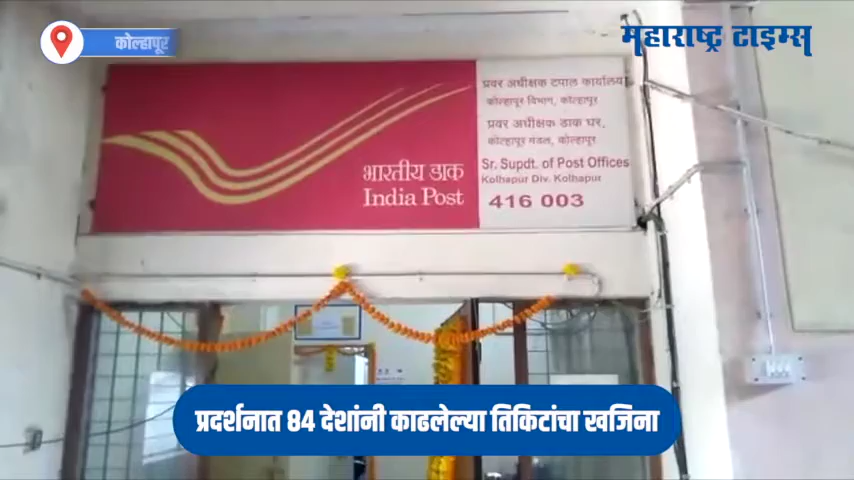 कोल्हापूर
महाराष्ट्र टाइम्स
भारतीय डाक
India Post
प्रवर अधीक्षक टपाल कार्यालय
कोल्हापूर विभाग, कोल्हापूर
प्रवर अधीक्षक डाक घर,
कोल्हापूर मंडल, कोल्हापूर
Sr. Supdt. of Post Offices
Kolhapur Div. Kolhapur
416 003
प्रदर्शनात 84 देशांनी काढलेल्या तिकिटांचा खजिना